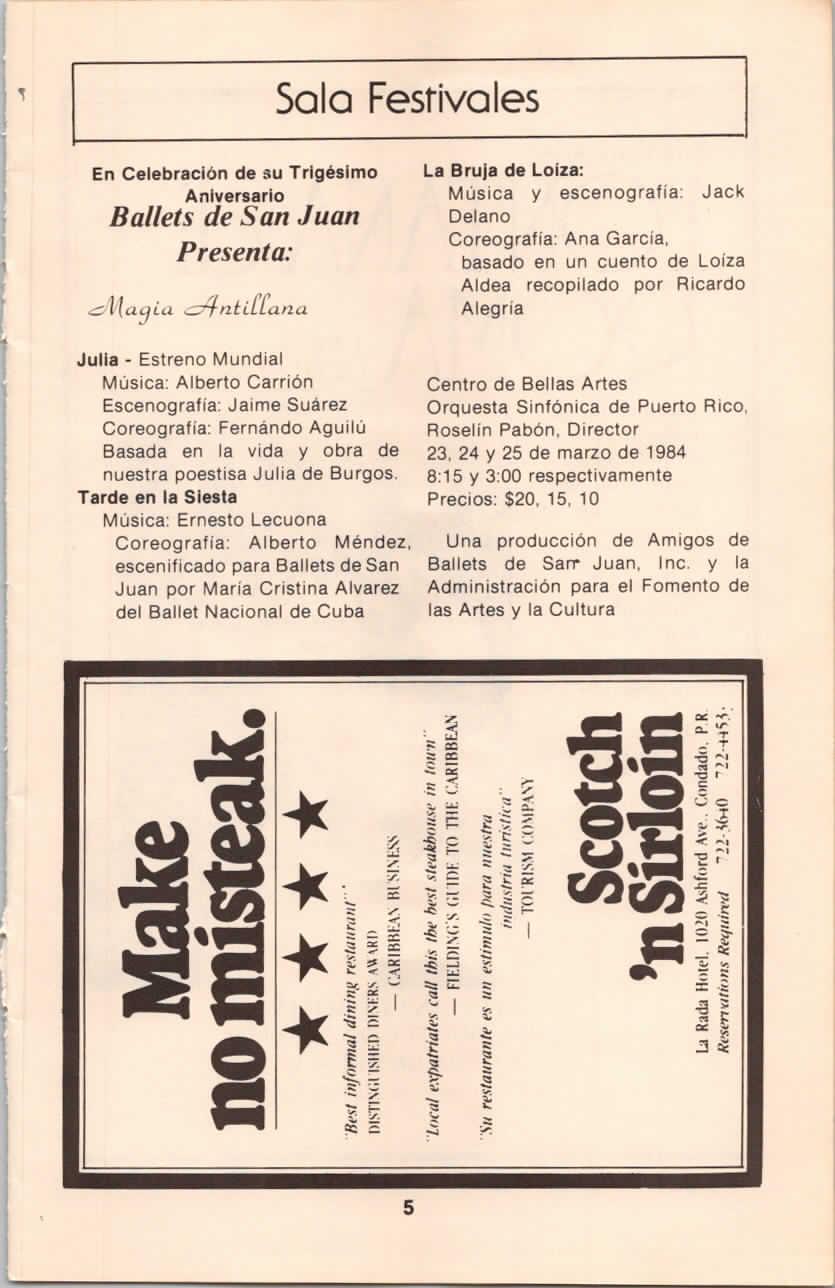 Sala Festivales
En Celebración de su Trigésimo
Aniversario
Ballets de San Juan
Presenta:
Magia Antillana
Julia - Estreno Mundial
Música: Alberto Carrión
Escenografía: Jaime Suárez
Coreografía: Fernándo Aguilú
Basada en la vida y obra de
nuestra poestisa Julia de Burgos.
Tarde en la Siesta
Música: Ernesto Lecuona
Coreografía: Alberto Méndez,
escenificado para Ballets de San
Juan por María Cristina Alvarez
del Ballet Nacional de Cuba
La Bruja de Loíza:
Música y escenografía: Jack
Delano
Coreografía: Ana García,
basado en un cuento de Loíza
Aldea recopilado por Ricardo
Alegría
Centro de Bellas Artes
Orquesta Sinfónica de Puerto Rico,
Roselín Pabón, Director
23, 24 y 25 de marzo de 1984
8:15 y 3:00 respectivamente
Precios: $20, 15, 10
Una producción de Amigos de
Ballets de San Juan, Inc. y la
Administración para el Fomento de
las Artes y la Cultura
Make
no misteak.
"Best informal dining restaurant"
DISTINGUISHED DINERS AWARD
— CARIBBEAN BUSINESS
"Local expatriates call this the best steakhouse in town"
— FIELDING'S GUIDE TO THE CARIBBEAN
"Su restaurante es un estímulo para nuestra
industria turística"
— TOURISM COMPANY
Scotch
'n Sirloin
La Rada Hotel, 1020 Ashford Ave., Condado, P.R.
Reservations Required 722-3640
5